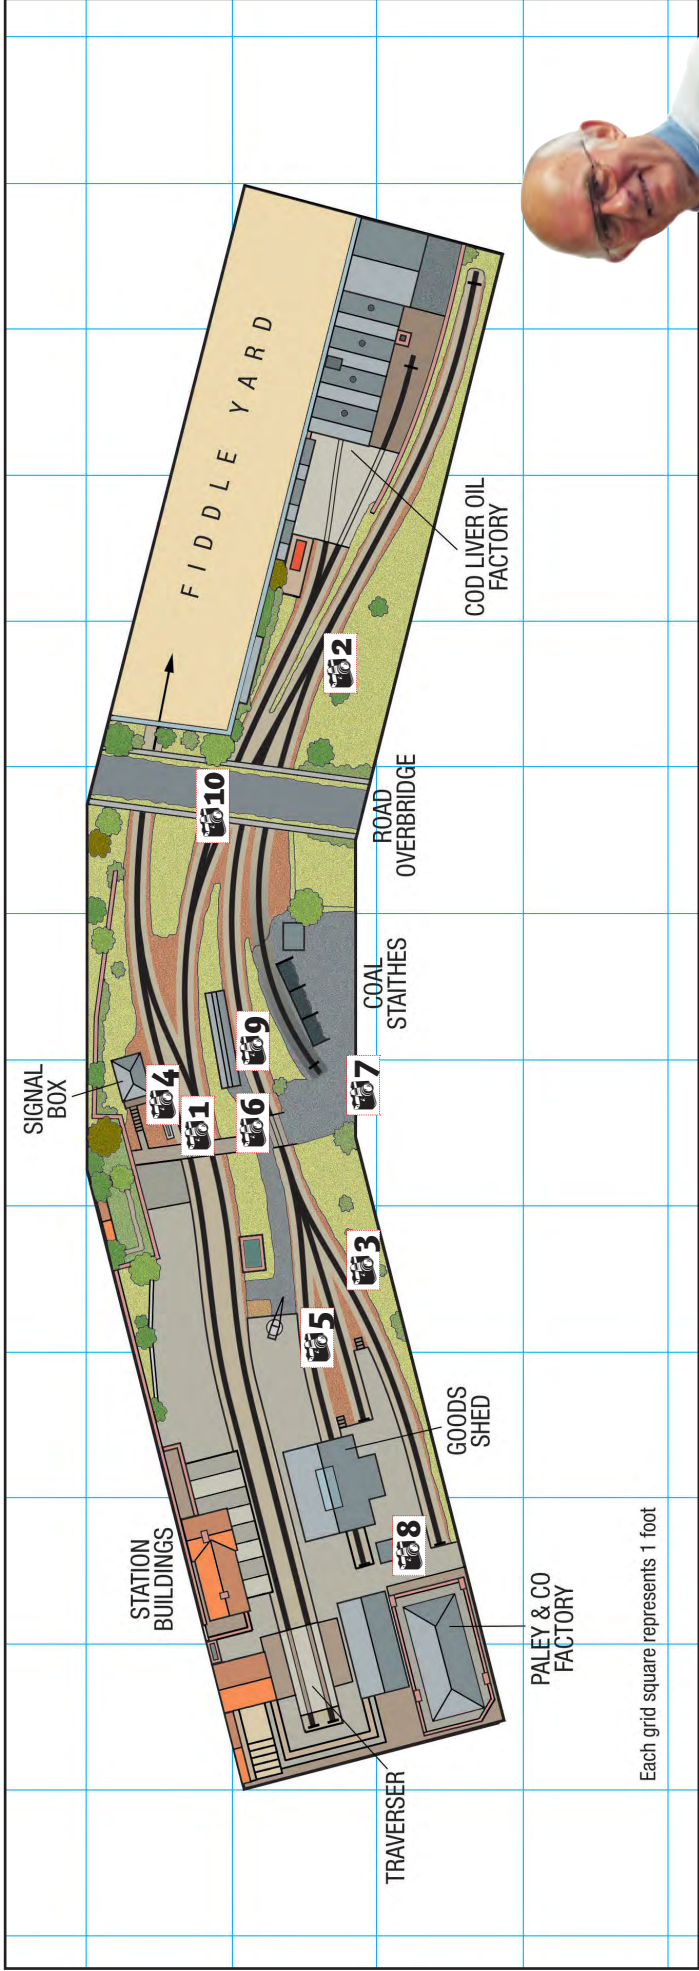 STATION
BUILDINGS
SIGNAL
BOX
FIDDLE YARD
4
1
10
9
6
2
5
3
7
8
TRAVERSER
PALEY & CO
FACTORY
GOODS
SHED
COAL
STAITHES
ROAD
OVERBRIDGE
COD LIVER OIL
FACTORY
Each grid square represents 1 foot